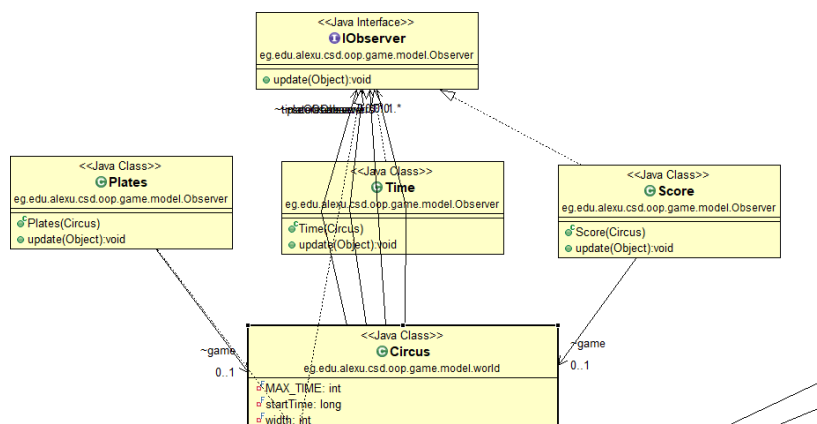 <<Java Interface>>
IObserver
eg.edu.alexu.csd.oop.game.model.Observer
update(Object):void
<<Java Class>>
Plates
eg.edu.alexu.csd.oop.game.model.Observer
Plates(Circus)
update(Object):void
<<Java Class>>
Time
eg.edu.alexu.csd.oop.game.model.Observer
Time(Circus)
update(Object):void
<<Java Class>>
Score
eg.edu.alexu.csd.oop.game.model.Observer
Score(Circus)
update(Object):void
~game
0..1
~game
0..1
<<Java Class>>
Circus
eg.edu.alexu.csd.oop.game.model.world
MAX_TIME: int
startTime: long
width: int